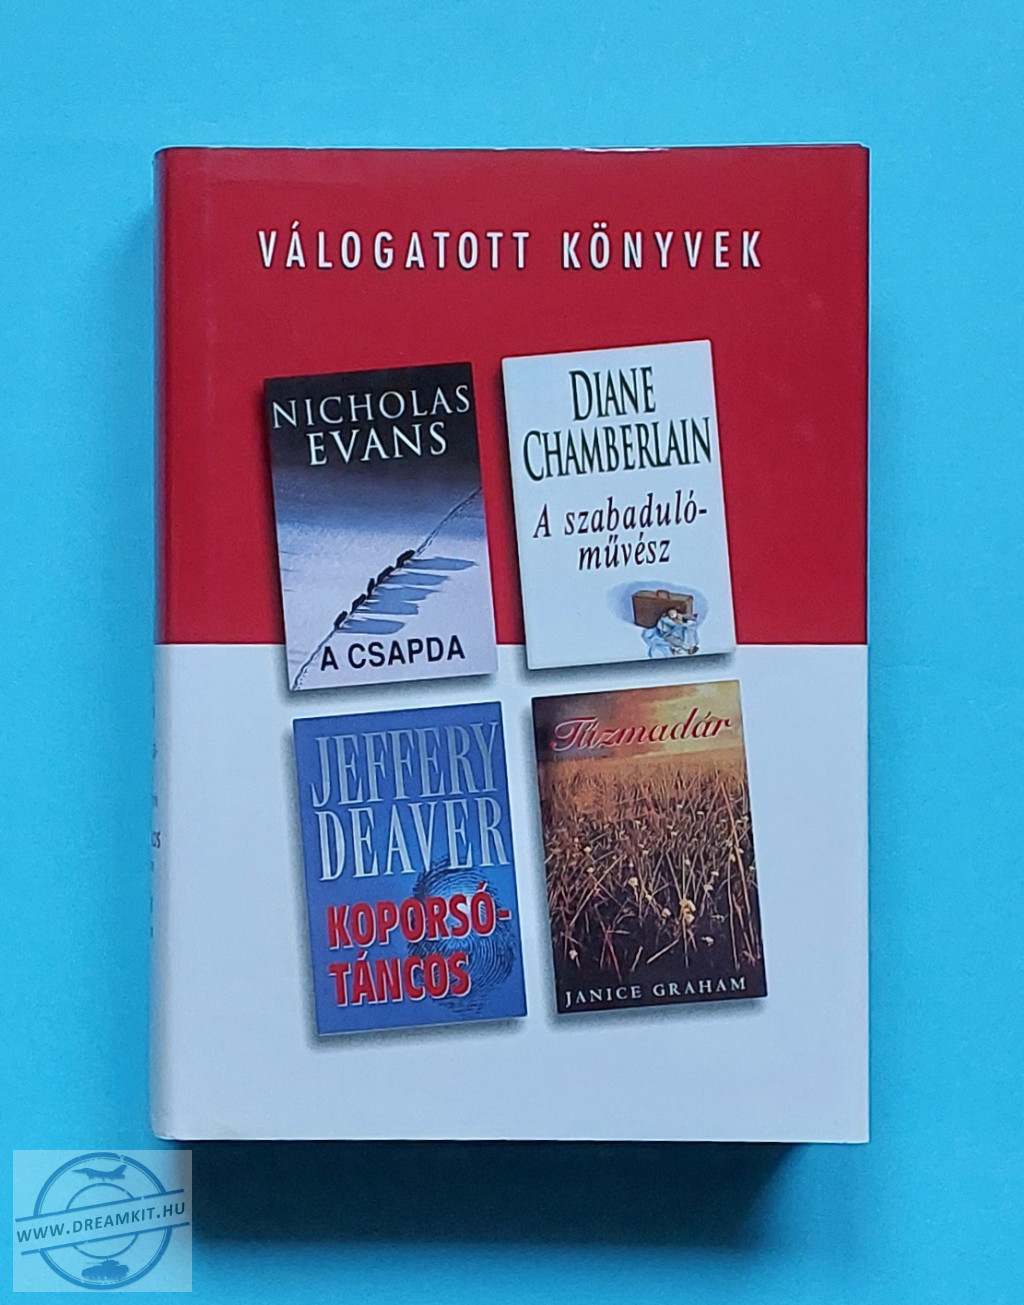 VÁLOGATOTT KÖNYVEK
NICHOLAS
EVANS
A CSAPDA
DIANE
CHAMBERLAIN
A szabaduló-
művész
JEFFERY
DEAVER
KOPORSÓ-
TÁNCOS
Tűzmadár
JANICE GRAHAM
WWW.DREAMKIT.HU